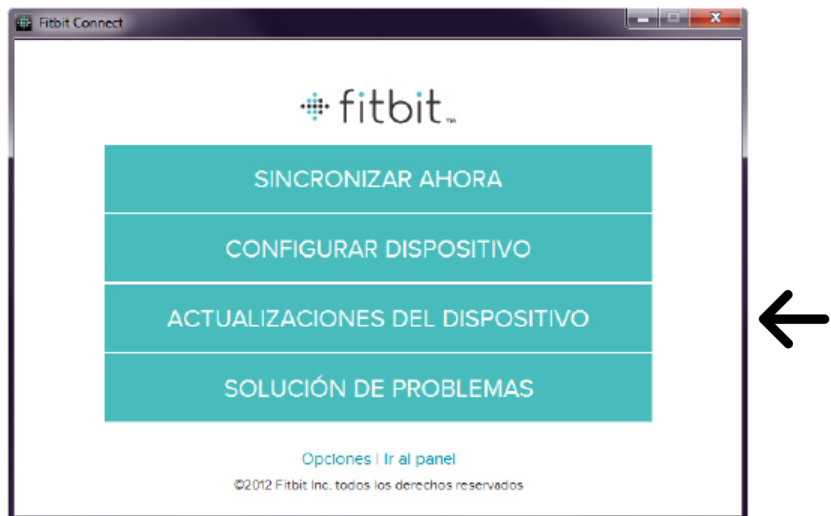 Fitbit Connect
fitbit™
SINCRONIZAR AHORA
CONFIGURAR DISPOSITIVO
ACTUALIZACIONES DEL DISPOSITIVO
SOLUCIÓN DE PROBLEMAS
Opciones | Ir al panel
©2012 Fitbit Inc. todos los derechos reservados